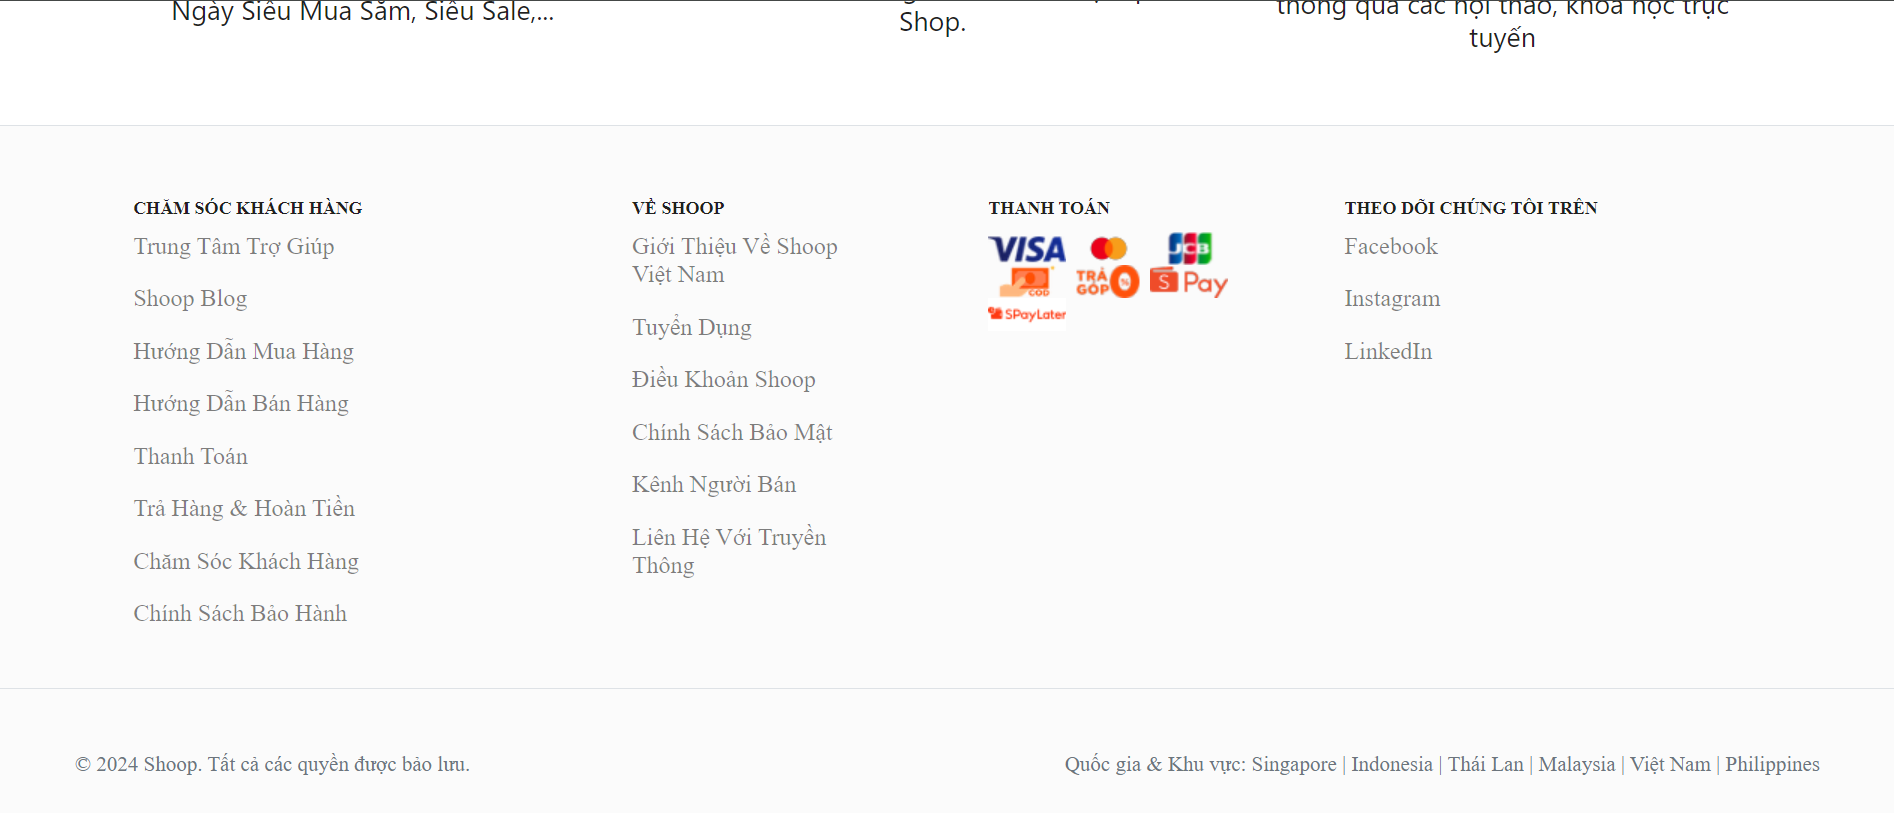 Ngày Siêu Mua Sắm, Siêu Sale,...
Shop.
thông qua các hội thảo, khóa học trực
tuyến
CHĂM SÓC KHÁCH HÀNG
Trung Tâm Trợ Giúp
Shoop Blog
Hướng Dẫn Mua Hàng
Hướng Dẫn Bán Hàng
Thanh Toán
Trả Hàng & Hoàn Tiền
Chăm Sóc Khách Hàng
Chính Sách Bảo Hành
VỀ SHOOP
Giới Thiệu Về Shoop
Việt Nam
Tuyển Dụng
Điều Khoản Shoop
Chính Sách Bảo Mật
Kênh Người Bán
Liên Hệ Với Truyền
Thông
THANH TOÁN
VISA
JCB
COD
TRẢ
GÓP 0%
S Pay
SPayLater
THEO DÕI CHÚNG TÔI TRÊN
Facebook
Instagram
LinkedIn
© 2024 Shoop. Tất cả các quyền được bảo lưu.
Quốc gia & Khu vực: Singapore | Indonesia | Thái Lan | Malaysia | Việt Nam | Philippines